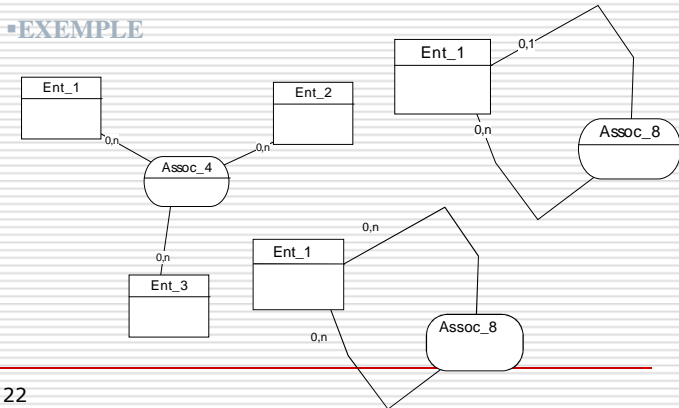 ▪EXEMPLE
Ent_1
Ent_2
0,n
0,n
Assoc_4
0,n
Ent_3
Ent_1
0,1
0,n
Assoc_8
0,n
Ent_1
0,n
Assoc_8
22